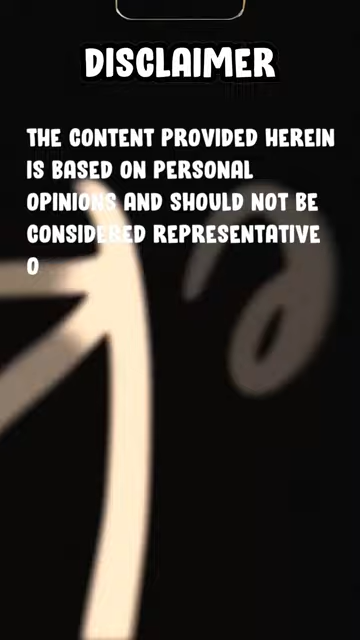 DISCLAIMER
THE CONTENT PROVIDED HEREIN
IS BASED ON PERSONAL
OPINIONS AND SHOULD NOT BE
CONSIDERED REPRESENTATIVE
O